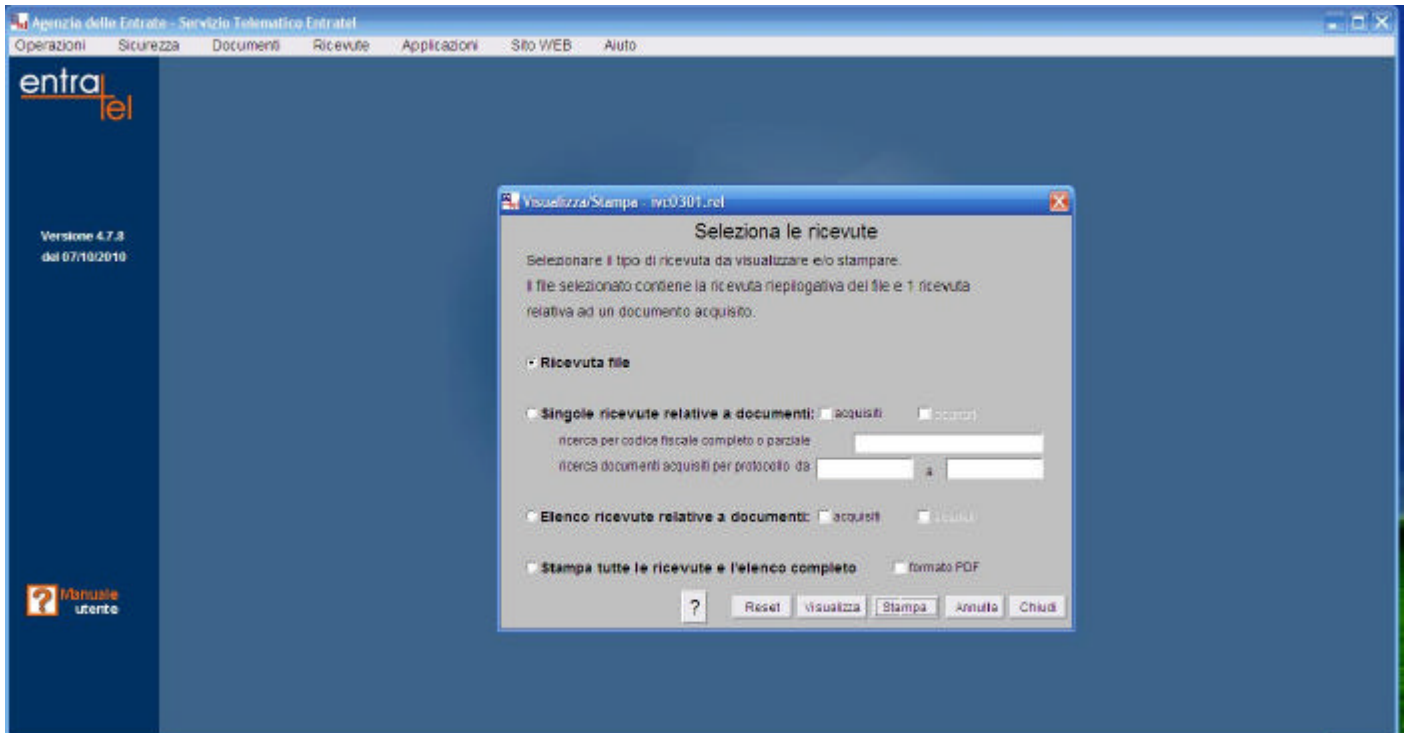 Agenzia delle Entrate - Servizio Telematico Entratel
Operazioni Sicurezza Documenti Ricevute Applicazioni Sito WEB Aiuto
entratel
Versione 4.7.3
del 07/10/2010
Manuale
utente
Visualizza/Stampa - ivc0301.rel
Seleziona le ricevute
Selezionare il tipo di ricevuta da visualizzare e/o stampare.
Il file selezionato contiene la ricevuta riepilogativa del file e 1 ricevuta
relativa ad un documento acquisito.
Ricevuta file
Singole ricevute relative a documenti: acquisiti
ricerca per codice fiscale completo o parziale
ricerca documenti acquisiti per protocollo da a
Elenco ricevute relative a documenti: acquisiti
Stampa tutte le ricevute e l'elenco completo formato PDF
? Reset Visualizza Stampa Annulla Chiudi